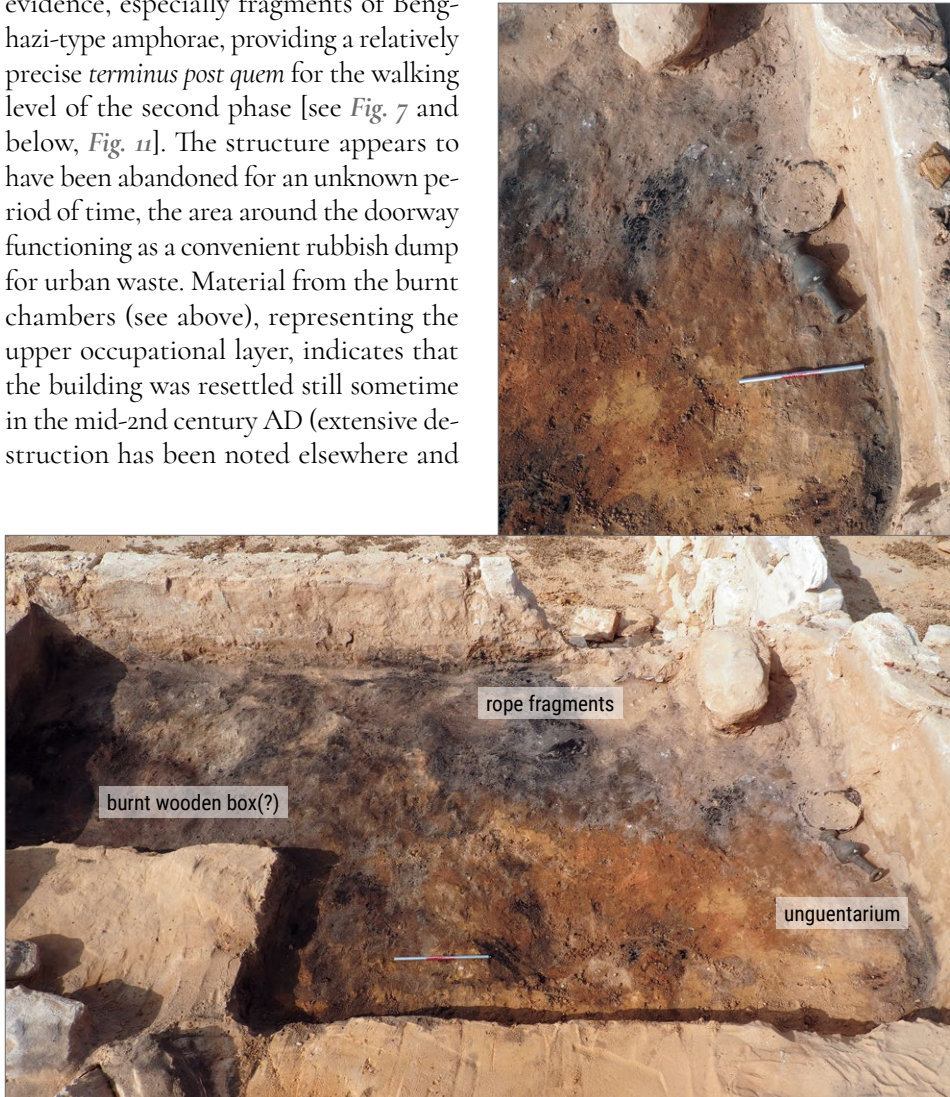 evidence, especially fragments of Beng-
hazi-type amphorae, providing a relatively
precise terminus post quem for the walking
level of the second phase [see Fig. 7 and
below, Fig. 11]. The structure appears to
have been abandoned for an unknown pe-
riod of time, the area around the doorway
functioning as a convenient rubbish dump
for urban waste. Material from the burnt
chambers (see above), representing the
upper occupational layer, indicates that
the building was resettled still sometime
in the mid-2nd century AD (extensive de-
struction has been noted elsewhere and
rope fragments
burnt wooden box(?)
unguentarium